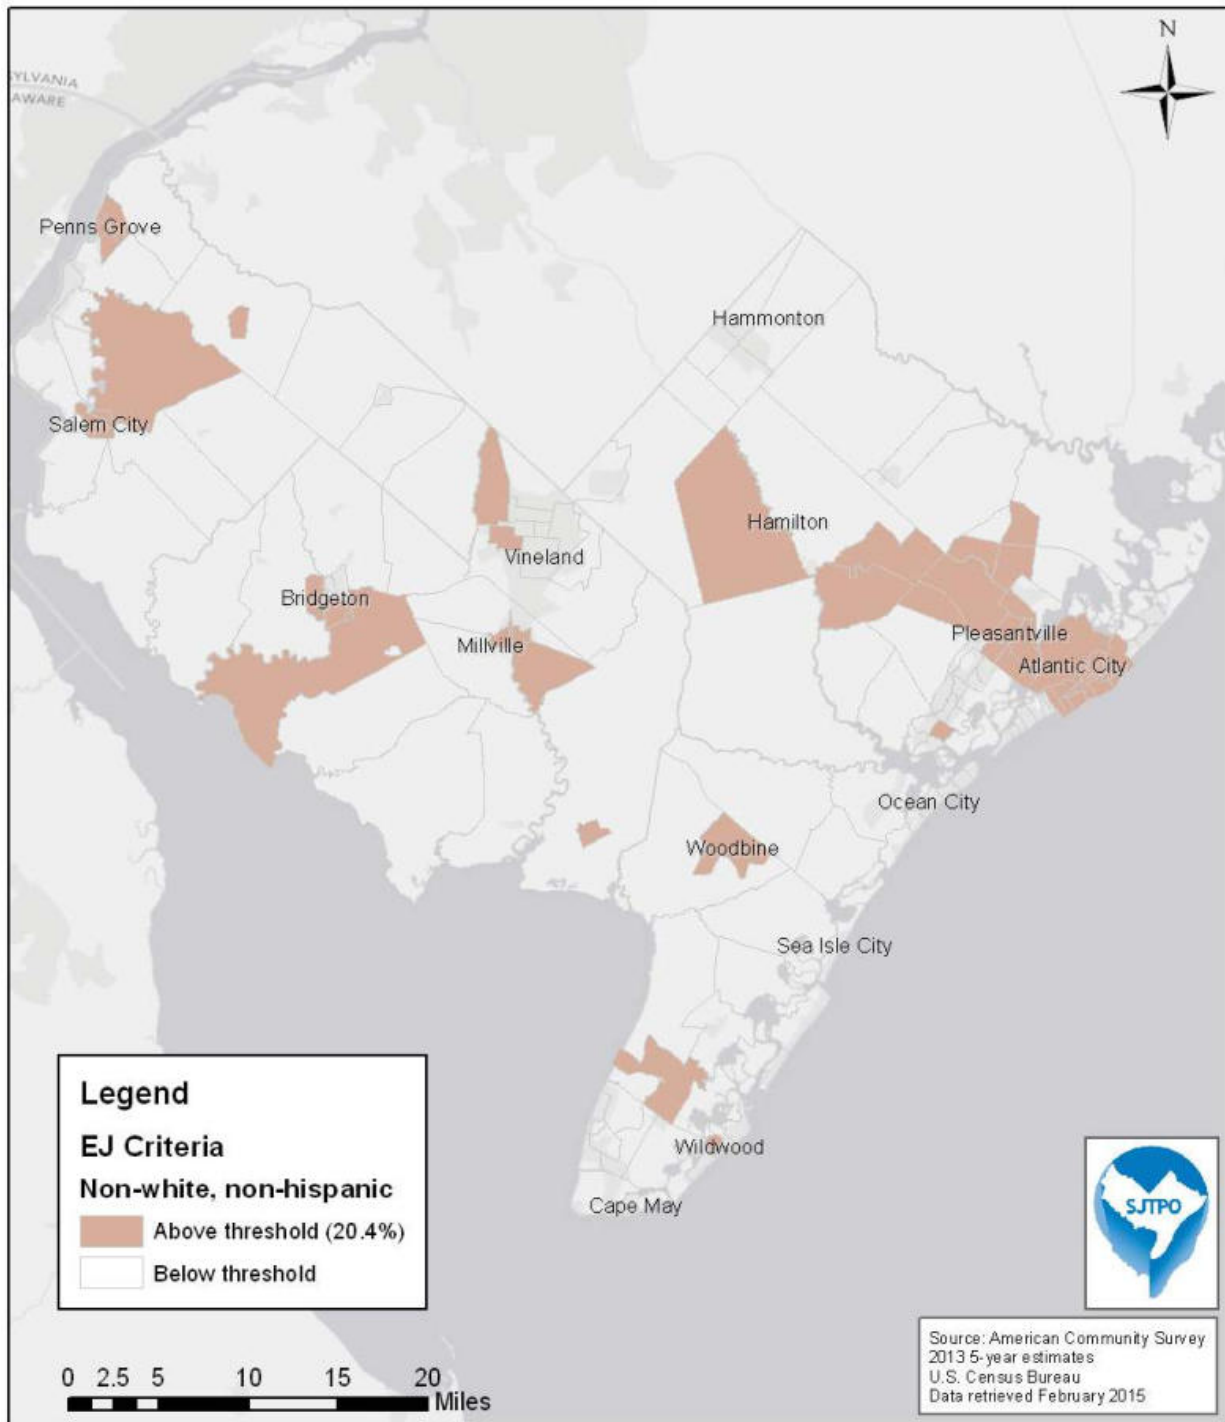 N
SYLVANIA
AWARE
Penns Grove
Hammonton
Salem City
Hamilton
Vineland
Bridgeton
Millville
Pleasantville
Atlantic City
Ocean City
Woodbine
Sea Isle City
Wildwood
Cape May
Legend
EJ Criteria
Non-white, non-hispanic
Above threshold (20.4%)
Below threshold
0 2.5 5 10 15 20
Miles
SJTPO
Source: American Community Survey
2013 5-year estimates
U.S. Census Bureau
Data retrieved February 2015